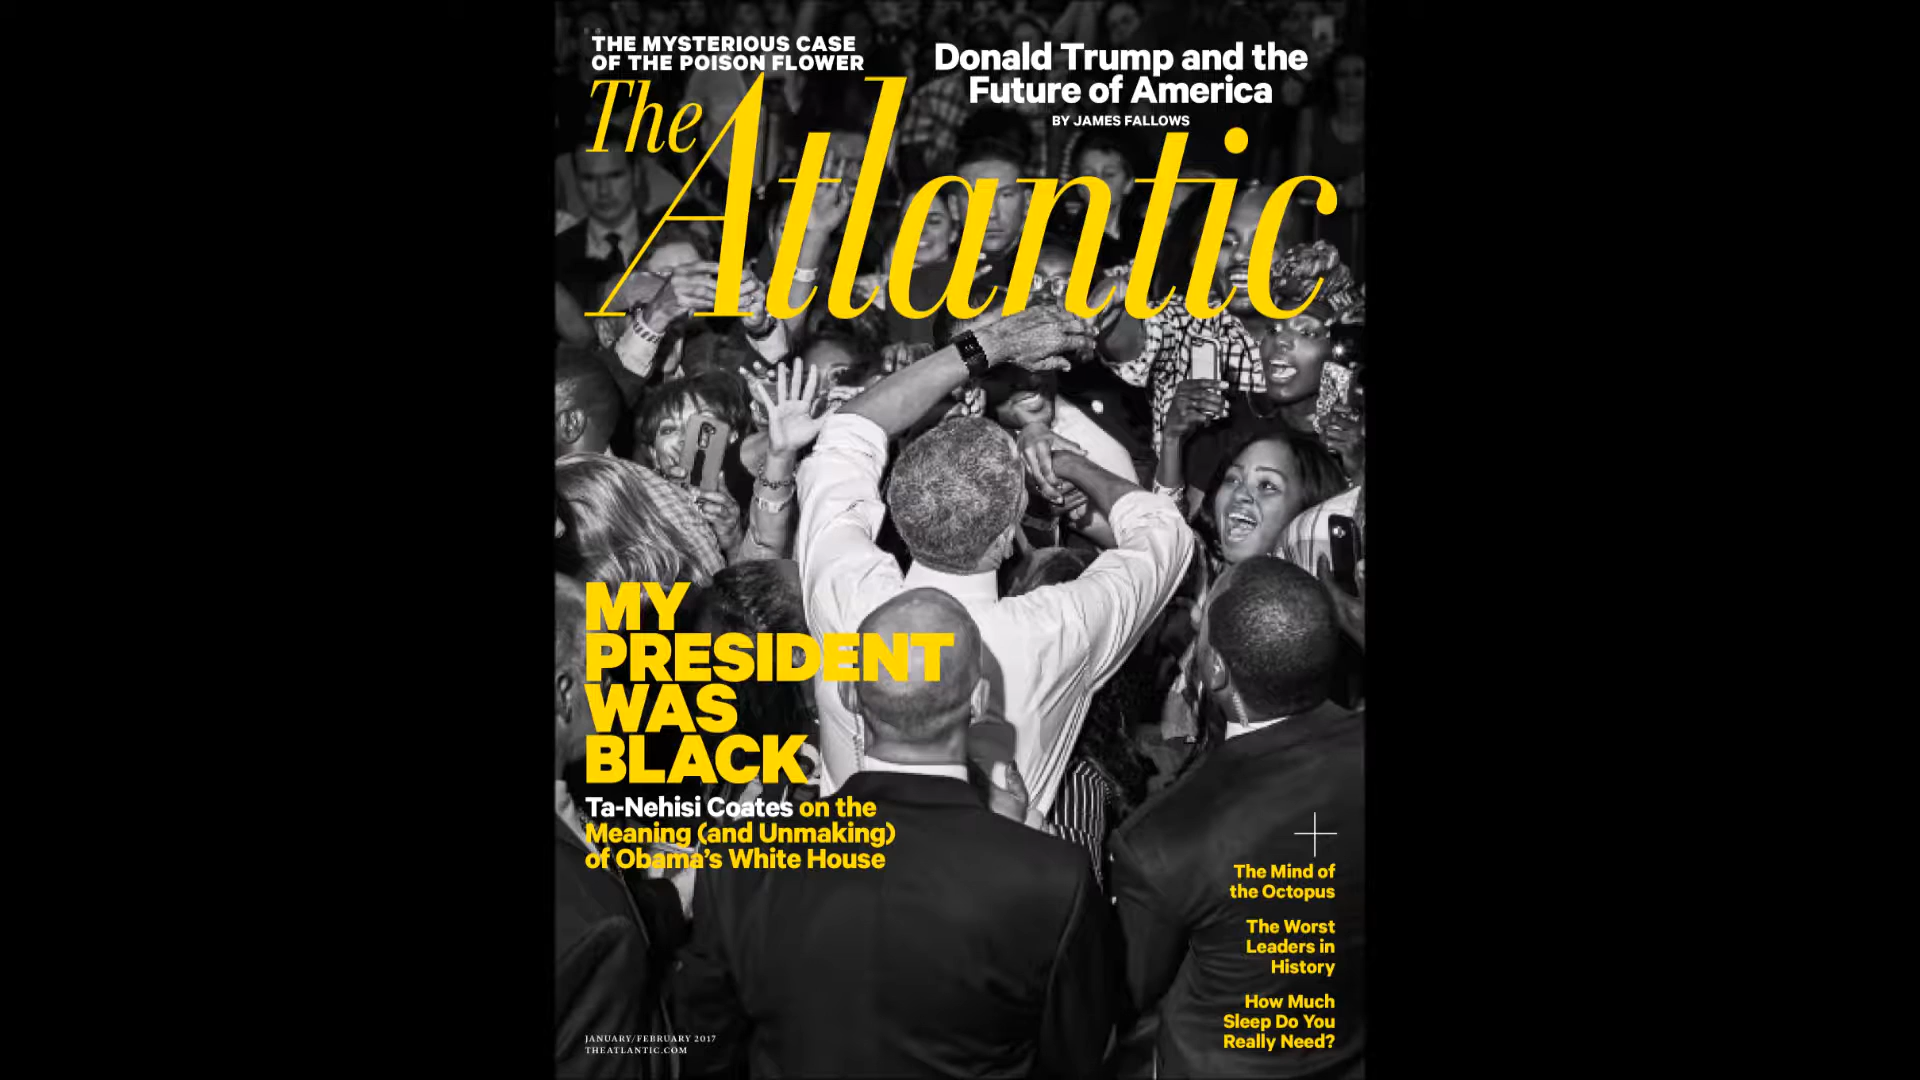 THE MYSTERIOUS CASE
OF THE POISON FLOWER
Donald Trump and the
Future of America
BY JAMES FALLOWS
The Atlantic
MY
PRESIDENT
WAS
BLACK
Ta-Nehisi Coates on the
Meaning (and Unmaking)
of Obama’s White House
The Mind of
the Octopus
The Worst
Leaders in
History
How Much
Sleep Do You
Really Need?
JANUARY/FEBRUARY 2017
THEATLANTIC.COM